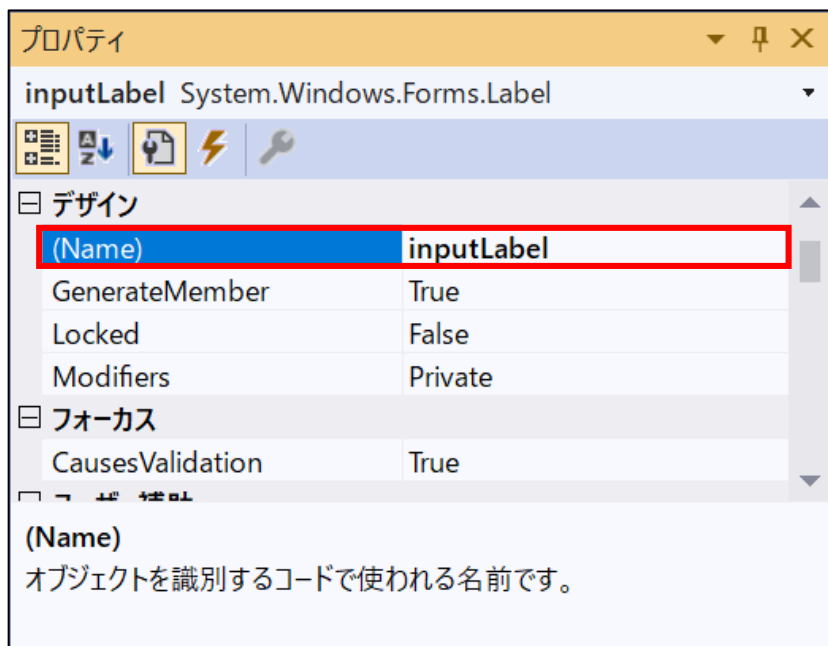 プロパティ
inputLabel System.Windows.Forms.Label
デザイン
(Name) inputLabel
GenerateMember True
Locked False
Modifiers Private
フォーカス
CausesValidation True
(Name)
オブジェクトを識別するコードで使われる名前です。